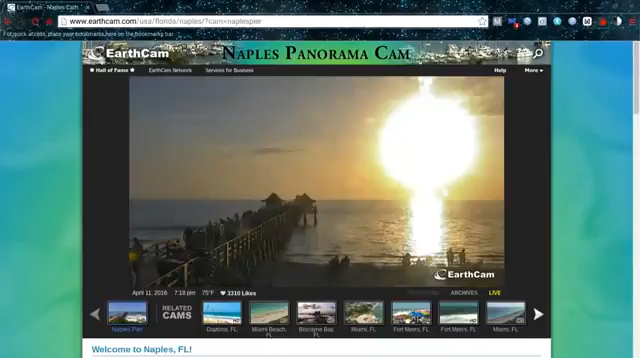 EarthCam - Naples Cam
www.earthcam.com/usa/florida/naples/?cam=naplespier
For quick access, place your bookmarks here on the bookmarks bar.
EarthCam
NAPLES PANORAMA CAM
Hall of Fame
EarthCam Network
Services for Business
Help
More
EarthCam
April 11, 2016
7:18 pm
75°F
3310 Likes
ARCHIVES
LIVE
RELATED
CAMS
Naples Pier
Daytona, FL
Miami Beach,
FL
Biscayne Bay,
FL
Miami, FL
Fort Myers, FL
Fort Myers, FL
Miami, FL
Welcome to Naples, FL!